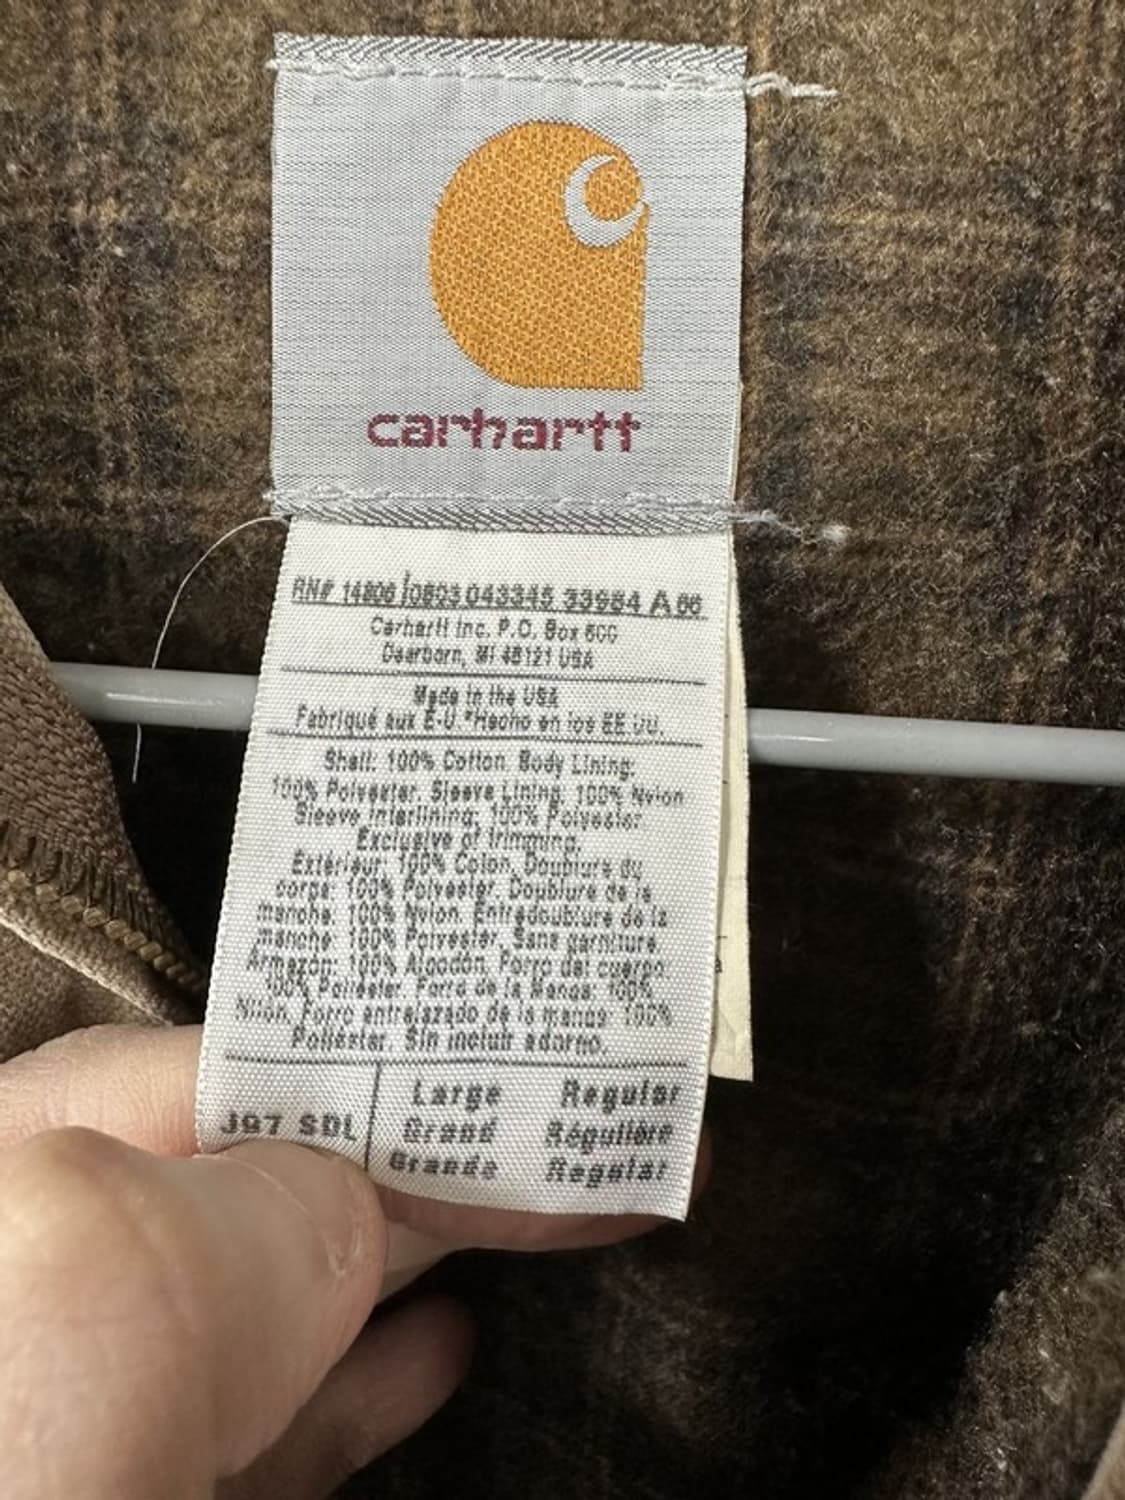 carhartt
RN# 14806 0803 043345 33984 A 06
Carhartt Inc. P.O. Box 600
Dearborn, MI 48121 USA
Made in the USA
Fabriqué aux E-U *Hecho en los EE UU.
Shell: 100% Cotton. Body Lining:
100% Polyester. Sleeve Lining. 100% Nylon
Sleeve Interlining: 100% Polyester
Exclusive of trimming.
Extérieur: 100% Coton. Doublure du
corps: 100% Polyester. Doublure de la
manche: 100% Nylon. Entredoublure de la
manche: 100% Polyester. Sans garniture.
Armazón: 100% Algodón. Forro del cuerpo
100% Poliéster. Forro de la Manga: 100%
Nilón. Forro entrelazado de la manga: 100%
Poliéster. Sin incluir adorno.
J97 SDL
Large Regular
Grand Régulière
Grande Regular